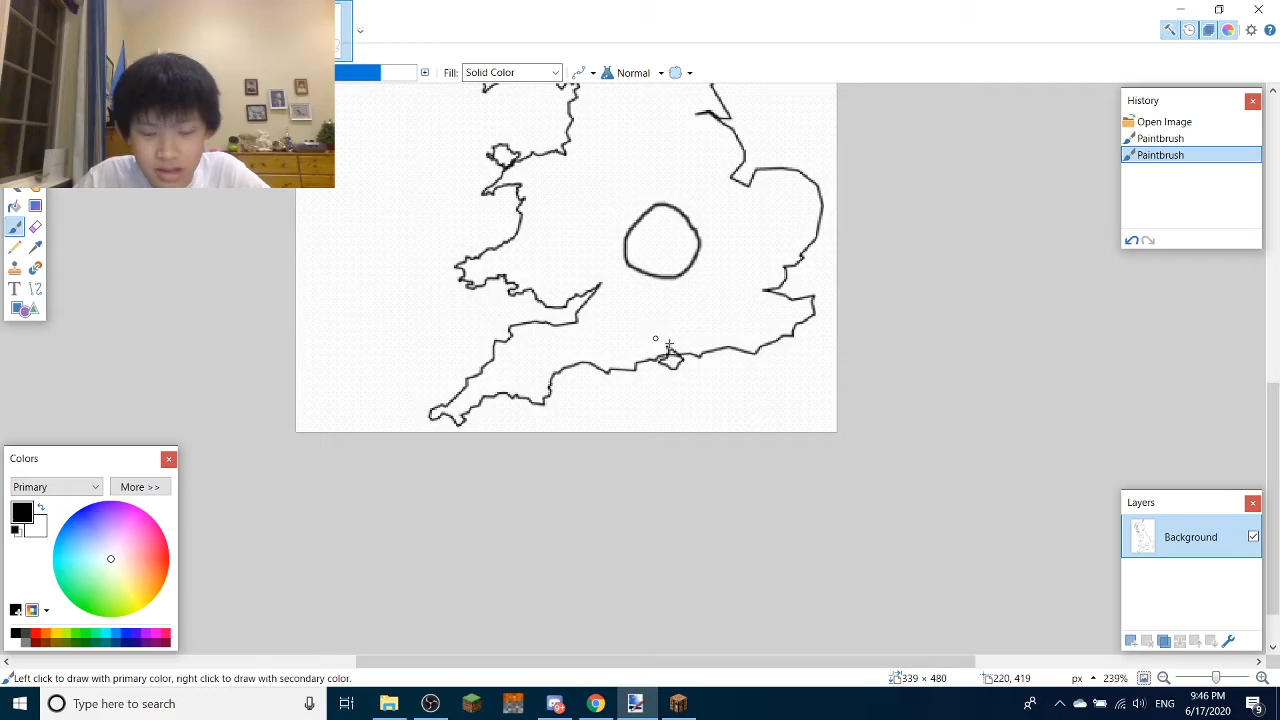 Fill:
Solid Color
Normal
History
Open Image
Paintbrush
Paintbrush
Colors
Primary
More >>
Layers
Background
Left click to draw with primary color, right click to draw with secondary color.
339 × 480
220, 419
px
239%
Type here to search
ENG
9:46 PM
6/17/2020